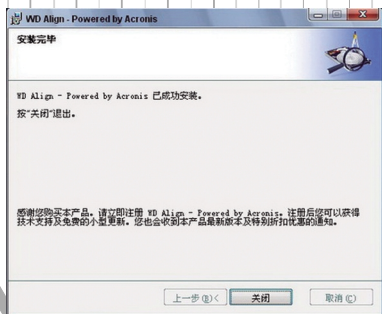 WD Align - Powered by Acronis
安装完毕
WD Align - Powered by Acronis 已成功安装。
按“关闭”退出。
感谢您购买本产品。请立即注册 WD Align - Powered by Acronis。注册后您可以获得
技术支持及免费的小型更新。您也会收到本产品最新版本及特别折扣优惠的通知。
上一步(B)<
关闭
取消(C)